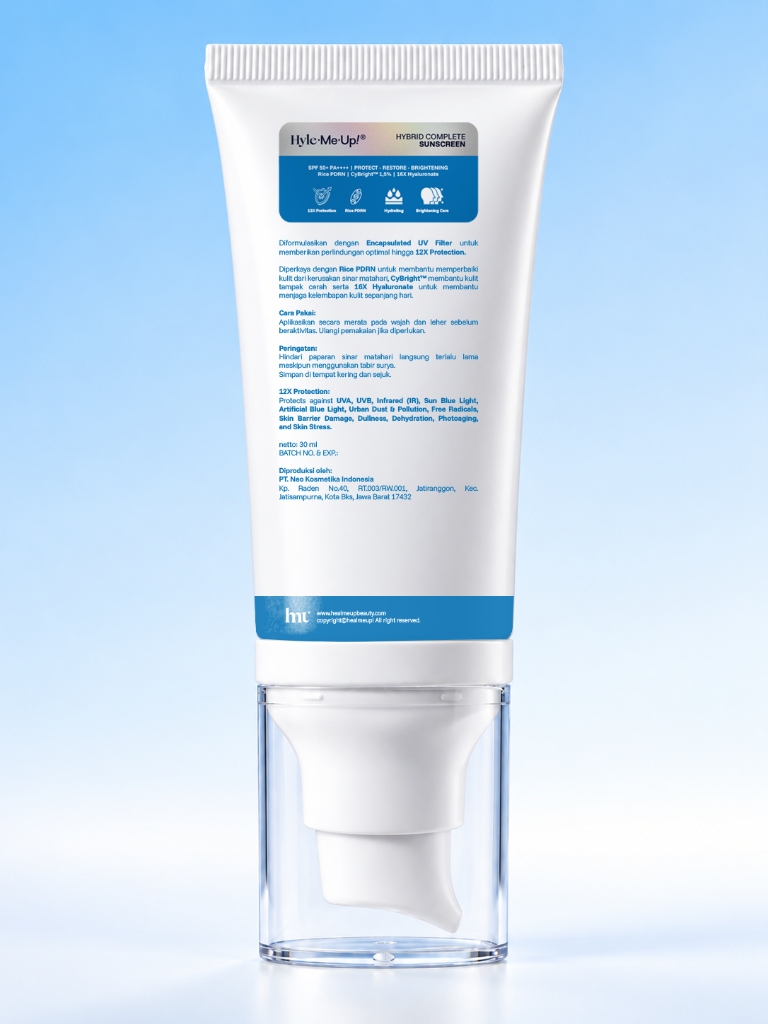 Hylc·Me·Up!®
HYBRID COMPLETE
SUNSCREEN
SPF 50+ PA++++ | PROTECT - RESTORE - BRIGHTENING
Rice PDRN | CyBright™ 1,5% | 16X Hyaluronate
12X Protection
Rice PDRN
Hydrating
Brightening Care
Diformulasikan dengan Encapsulated UV Filter untuk
memberikan perlindungan optimal hingga 12X Protection.
Diperkaya dengan Rice PDRN untuk membantu memperbaiki
kulit dari kerusakan sinar matahari, CyBright™ membantu kulit
tampak cerah serta 16X Hyaluronate untuk membantu
menjaga kelembapan kulit sepanjang hari.
Cara Pakai:
Aplikasikan secara merata pada wajah dan leher sebelum
beraktivitas. Ulangi pemakaian jika diperlukan.
Peringatan:
Hindari paparan sinar matahari langsung terlalu lama
meskipun menggunakan tabir surya.
Simpan di tempat kering dan sejuk.
12X Protection:
Protects against UVA, UVB, Infrared (IR), Sun Blue Light,
Artificial Blue Light, Urban Dust & Pollution, Free Radicals,
Skin Barrier Damage, Dullness, Dehydration, Photoaging,
and Skin Stress.
netto: 30 ml
BATCH NO. & EXP.:
Diproduksi oleh:
PT. Neo Kosmetika Indonesia
Kp. Raden No.40, RT.003/RW.001, Jatiranggon, Kec.
Jatisampurna, Kota Bks, Jawa Barat 17432
hmu
www.healmeupbeauty.com
copyright@healmeup! All right reserved.